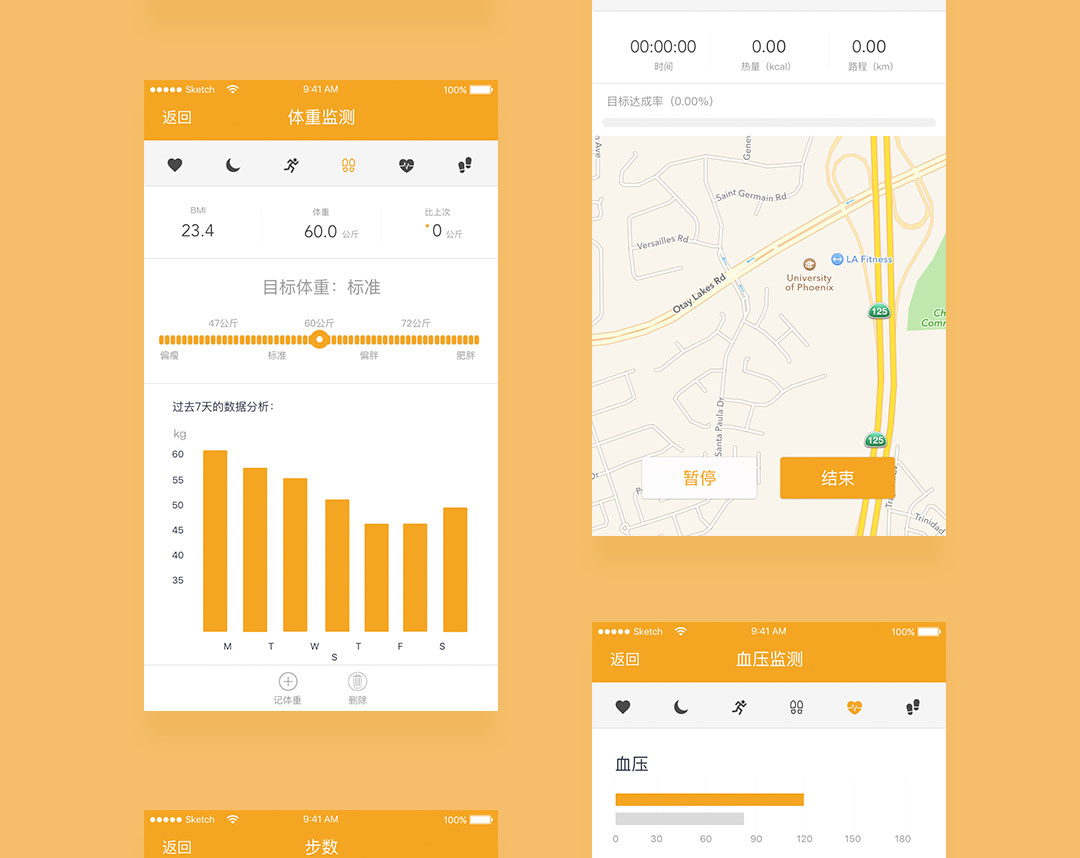 Sketch 9:41 AM 100%
返回 体重监测
BMI 体重 比上次
23.4 60.0 公斤 0 公斤
目标体重：标准
47公斤 60公斤 72公斤
偏瘦 标准 偏胖 肥胖
过去7天的数据分析：
kg
60
55
50
45
40
35
M T W T F S
S
记体重 删除
Sketch 9:41 AM 100%
返回 步数
00:00:00 0.00 0.00
时间 热量（kcal） 路程（km）
目标达成率（0.00%）
n Ave
Genev
Saint Germain Rd
Versailles Rd
LA Fitness
University
of Phoenix
Otay Lakes Rd
125
Ch
Comm
Santa Paula Dr
125
Dr
暂停 结束
Trinidad
Sketch 9:41 AM 100%
返回 血压监测
血压
0 30 60 90 120 150 180